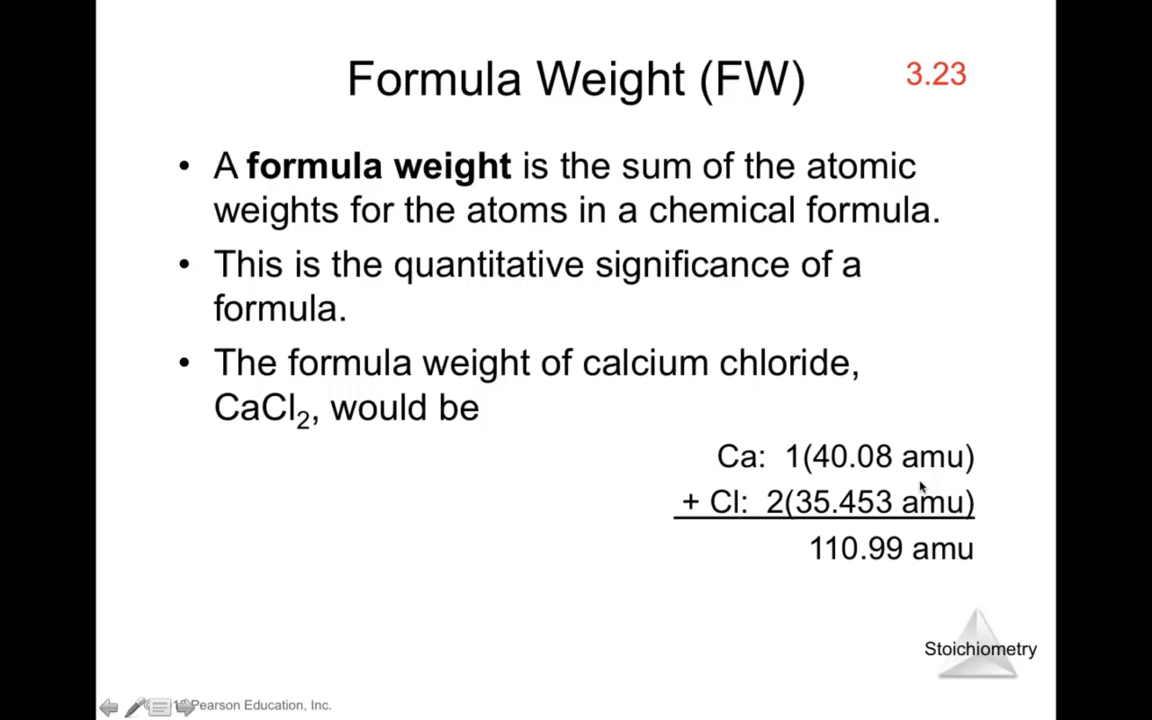 Formula Weight (FW)
3.23
• A formula weight is the sum of the atomic
weights for the atoms in a chemical formula.
• This is the quantitative significance of a
formula.
• The formula weight of calcium chloride,
CaCl₂, would be
Ca: 1(40.08 amu)
+ Cl: 2(35.453 amu)
110.99 amu
Stoichiometry
Pearson Education, Inc.